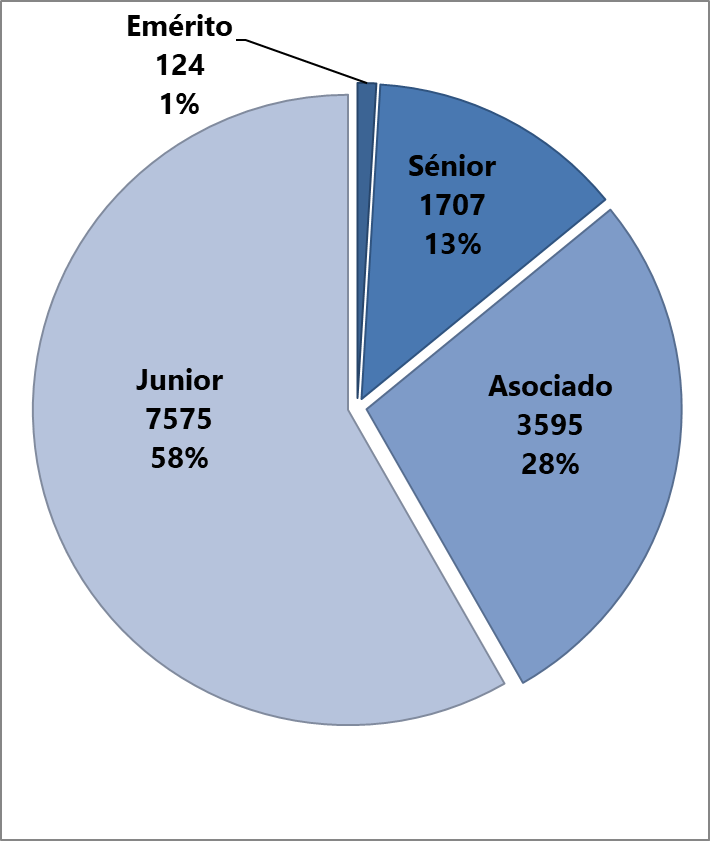 Emérito
124
1%
Sénior
1707
13%
Asociado
3595
28%
Junior
7575
58%